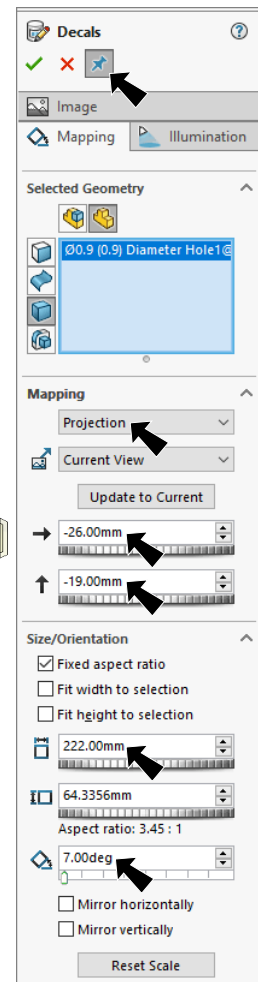 Decals
Image
Mapping Illumination
Selected Geometry
Ø0.9 (0.9) Diameter Hole1@
Mapping
Projection
Current View
Update to Current
-26.00mm
-19.00mm
Size/Orientation
Fixed aspect ratio
Fit width to selection
Fit height to selection
222.00mm
64.3356mm
Aspect ratio: 3.45 : 1
7.00deg
Mirror horizontally
Mirror vertically
Reset Scale